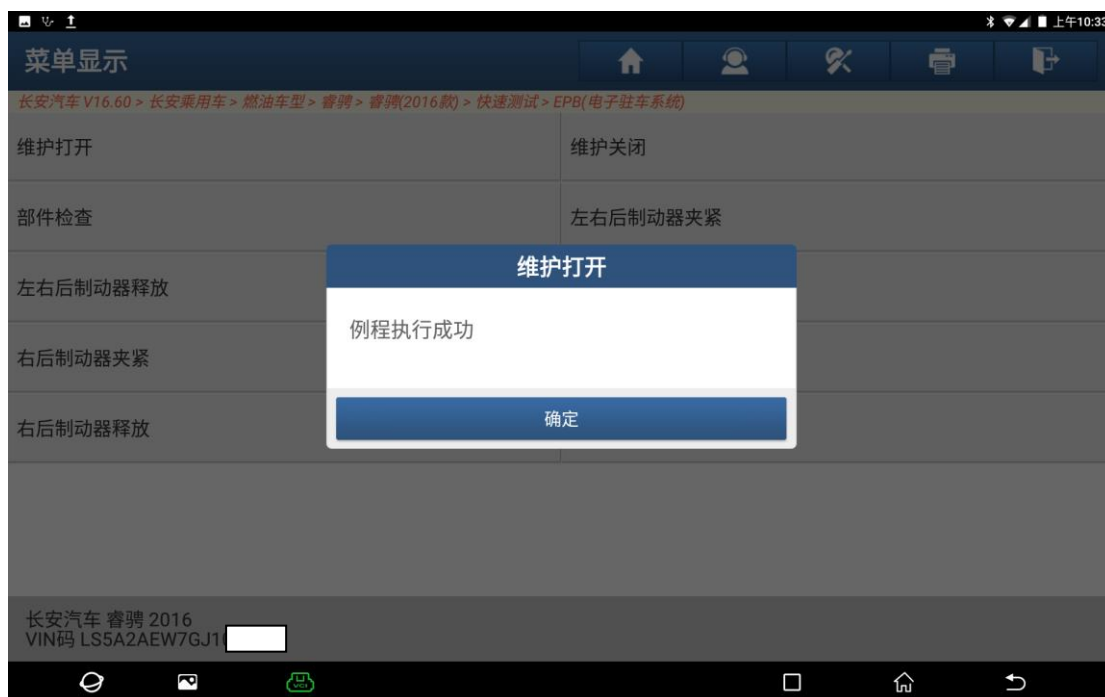 上午10:33
菜单显示
长安汽车 V16.60 > 长安乘用车 > 燃油车型 > 睿骋 > 睿骋(2016款) > 快速测试 > EPB(电子驻车系统)
维护打开
维护关闭
部件检查
左右后制动器夹紧
维护打开
左右后制动器释放
例程执行成功
右后制动器夹紧
确定
右后制动器释放
长安汽车 睿骋 2016
VIN码 LS5A2AEW7GJ10
VCI